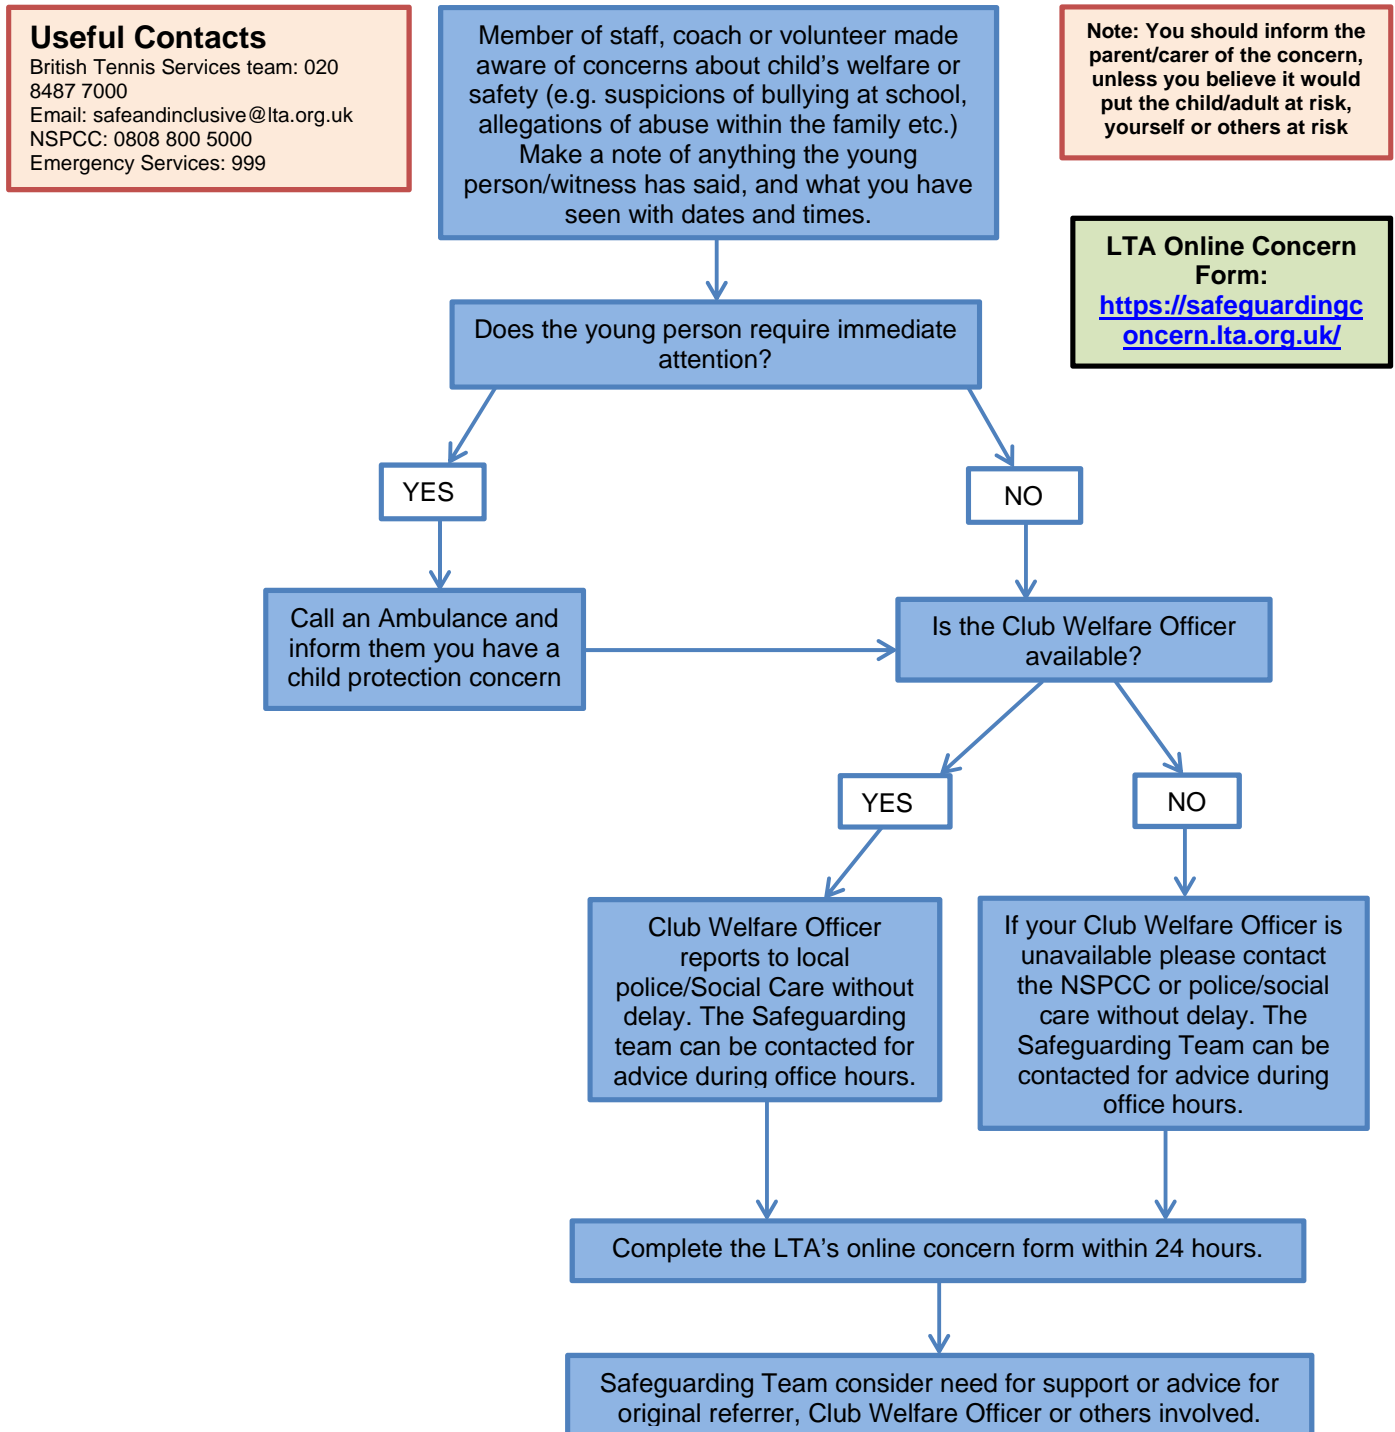 Useful Contacts
British Tennis Services team: 020
8487 7000
Email: safeandinclusive@lta.org.uk
NSPCC: 0808 800 5000
Emergency Services: 999
Member of staff, coach or volunteer made
aware of concerns about child’s welfare or
safety (e.g. suspicions of bullying at school,
allegations of abuse within the family etc.)
Make a note of anything the young
person/witness has said, and what you have
seen with dates and times.
Note: You should inform the
parent/carer of the concern,
unless you believe it would
put the child/adult at risk,
yourself or others at risk
LTA Online Concern
Form:
https://safeguardingc
oncern.lta.org.uk/
Does the young person require immediate
attention?
YES
NO
Call an Ambulance and
inform them you have a
child protection concern
Is the Club Welfare Officer
available?
YES
NO
Club Welfare Officer
reports to local
police/Social Care without
delay. The Safeguarding
team can be contacted for
advice during office hours.
If your Club Welfare Officer is
unavailable please contact
the NSPCC or police/social
care without delay. The
Safeguarding Team can be
contacted for advice during
office hours.
Complete the LTA’s online concern form within 24 hours.
Safeguarding Team consider need for support or advice for
original referrer, Club Welfare Officer or others involved.